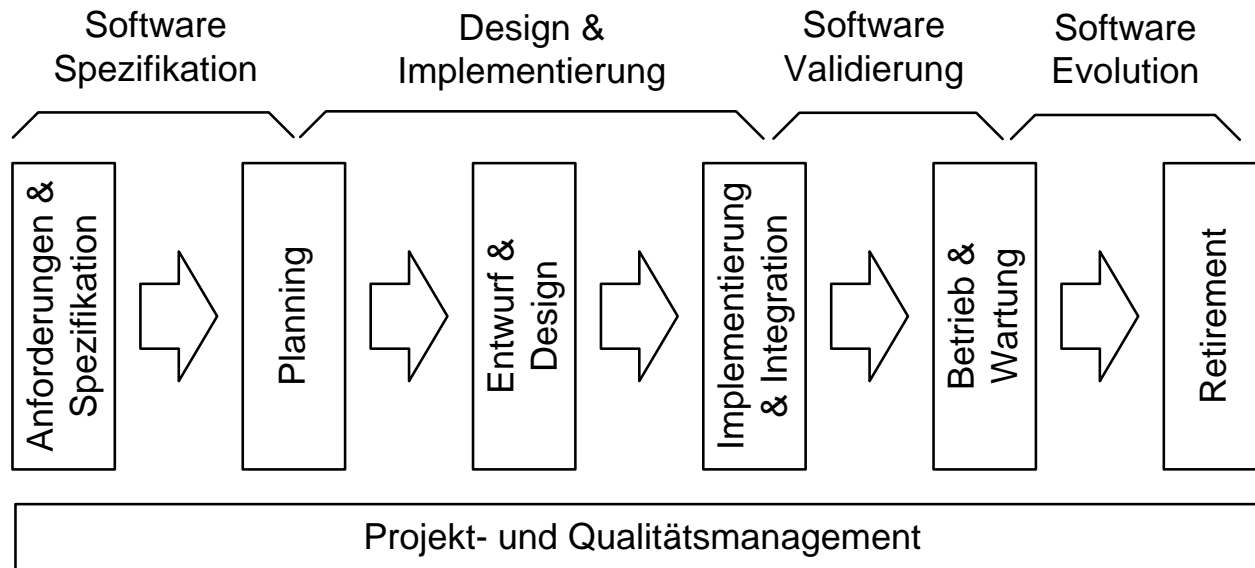 Software
Spezifikation
Design &
Implementierung
Software
Validierung
Software
Evolution
Anforderungen &
Spezifikation
Planning
Entwurf &
Design
Implementierung
& Integration
Betrieb &
Wartung
Retirement
Projekt- und Qualitätsmanagement